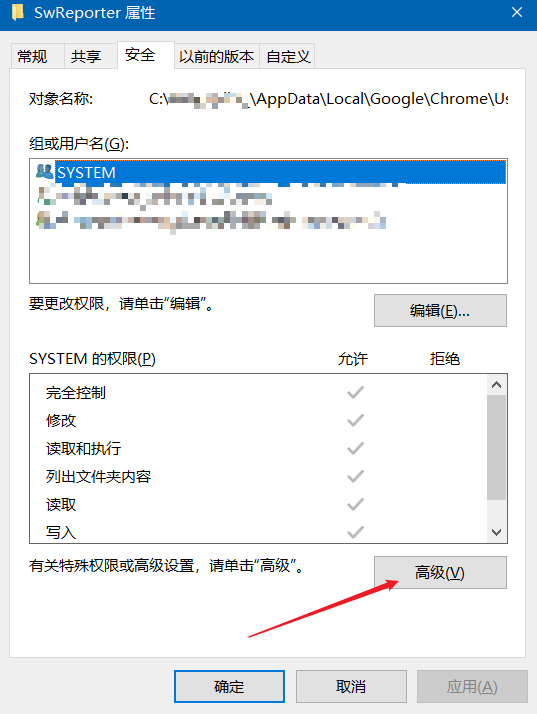 SwReporter 属性
常规 共享 安全 以前的版本 自定义
对象名称: C:\ \AppData\Local\Google\Chrome\Us
组或用户名(G):
SYSTEM
要更改权限，请单击“编辑”。
编辑(E)...
SYSTEM 的权限(P) 允许 拒绝
完全控制
修改
读取和执行
列出文件夹内容
读取
写入
有关特殊权限或高级设置，请单击“高级”。
高级(V)
确定 取消 应用(A)